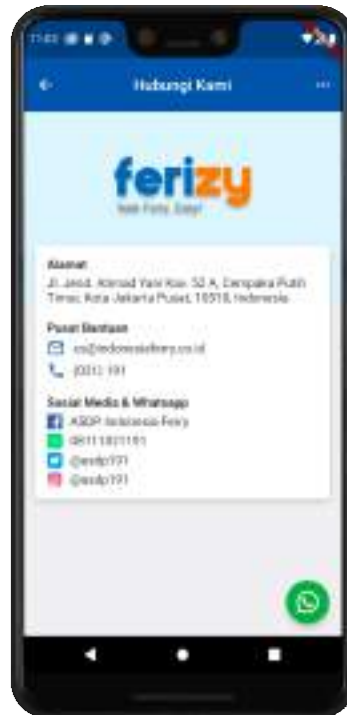 Hubungi Kami
ferizy
Alamat
Jl. Jend. Ahmad Yani Kav. 52 A, Cempaka Putih
Timur, Kota Jakarta Pusat, 10510, Indonesia
Pusat Bantuan
cs@indonesiaferry.co.id
(021) 191
Social Media & Whatsapp
ASDP Indonesia Ferry
08111021191
@asdp191
@asdp191